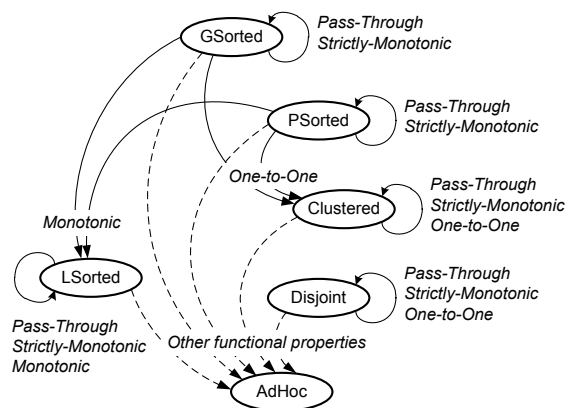 GSorted
Pass-Through
Strictly-Monotonic
PSorted
Pass-Through
Strictly-Monotonic
One-to-One
Clustered
Pass-Through
Strictly-Monotonic
One-to-One
Monotonic
LSorted
Disjoint
Pass-Through
Strictly-Monotonic
One-to-One
Pass-Through
Strictly-Monotonic
Monotonic
Other functional properties
AdHoc